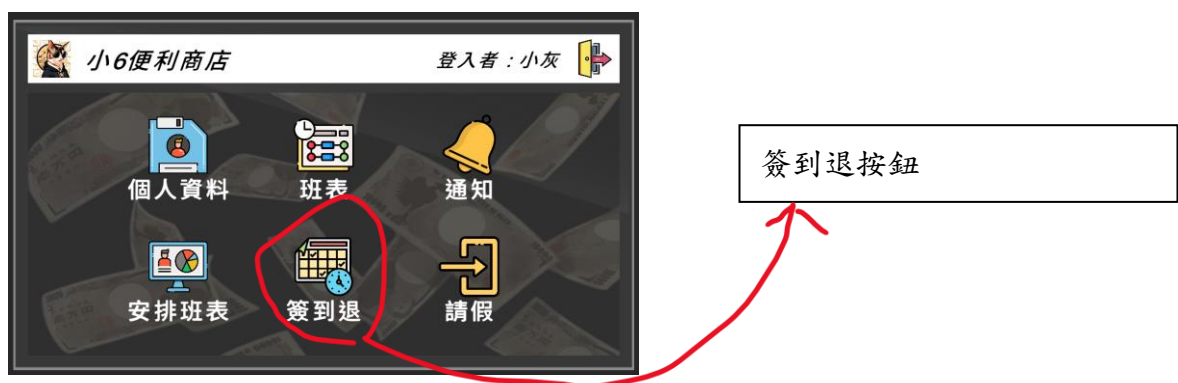 小6便利商店
登入者：小灰
個人資料
班表
通知
安排班表
簽到退
請假
簽到退按鈕